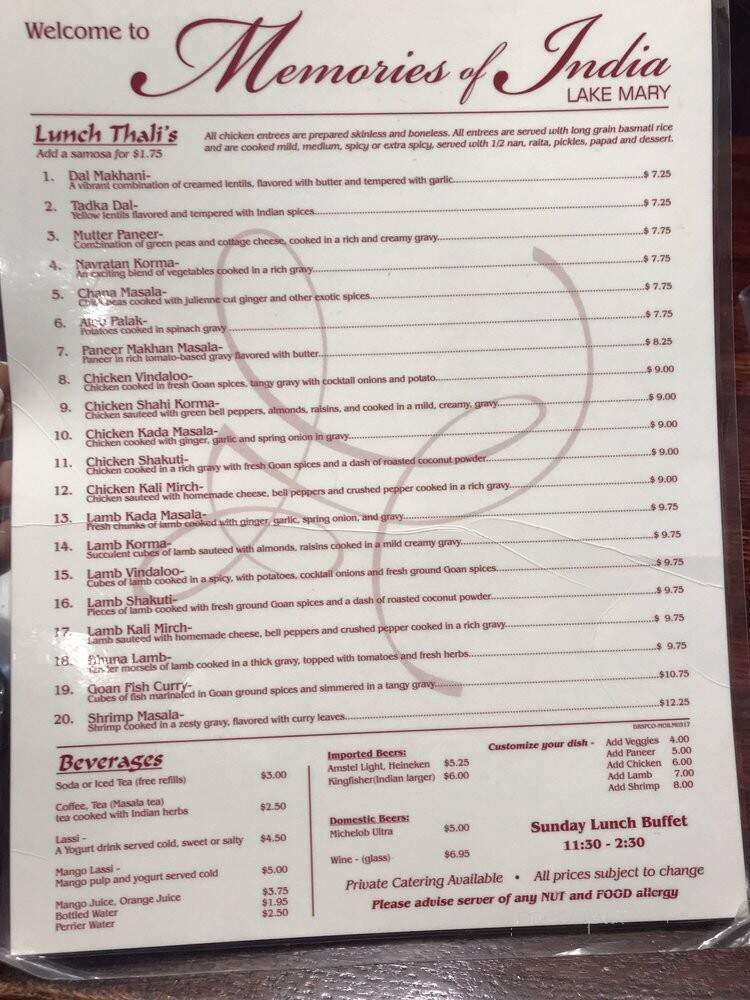 Welcome to
Memories of India
LAKE MARY
Lunch Thali's
Add a samosa for $1.75
All chicken entrees are prepared skinless and boneless. All entrees are served with long grain basmati rice
and are cooked mild, medium, spicy or extra spicy, served with 1/2 nan, raita, pickles, papad and dessert.
1. Dal Makhani-
A vibrant combination of creamed lentils, flavored with butter and tempered with garlic $ 7.25
2. Tadka Dal-
Yellow lentils flavored and tempered with Indian spices $ 7.25
3. Mutter Paneer-
Combination of green peas and cottage cheese, cooked in a rich and creamy gravy $ 7.75
4. Navratan Korma-
An exciting blend of vegetables cooked in a rich gravy $ 7.75
5. Chana Masala-
Chick peas cooked with julienne cut ginger and other exotic spices $ 7.75
6. Aloo Palak-
Potatoes cooked in spinach gravy $ 7.75
7. Paneer Makhan Masala-
Paneer in rich tomato-based gravy flavored with butter $ 8.25
8. Chicken Vindaloo-
Chicken cooked in fresh Goan spices, tangy gravy with cocktail onions and potato $ 9.00
9. Chicken Shahi Korma-
Chicken sauteed with green bell peppers, almonds, raisins, and cooked in a mild, creamy, gravy $ 9.00
10. Chicken Kada Masala-
Chicken cooked with ginger, garlic and spring onion in gravy $ 9.00
11. Chicken Shakuti-
Chicken cooked in a rich gravy with fresh Goan spices and a dash of roasted coconut powder $ 9.00
12. Chicken Kali Mirch-
Chicken sauteed with homemade cheese, bell peppers and crushed pepper cooked in a rich gravy $ 9.00
13. Lamb Kada Masala-
Fresh chunks of lamb cooked with ginger, garlic, spring onion, and gravy $ 9.75
14. Lamb Korma-
Succulent cubes of lamb sauteed with almonds, raisins cooked in a mild creamy gravy $ 9.75
15. Lamb Vindaloo-
Cubes of lamb cooked in a spicy, with potatoes, cocktail onions and fresh ground Goan spices $ 9.75
16. Lamb Shakuti-
Pieces of lamb cooked with fresh ground Goan spices and a dash of roasted coconut powder $ 9.75
17. Lamb Kali Mirch-
Lamb sauteed with homemade cheese, bell peppers and crushed pepper cooked in a rich gravy $ 9.75
18. Bhuna Lamb-
Tender morsels of lamb cooked in a thick gravy, topped with tomatoes and fresh herbs $ 9.75
19. Goan Fish Curry-
Cubes of fish marinated in Goan ground spices and simmered in a tangy gravy $10.75
20. Shrimp Masala-
Shrimp cooked in a zesty gravy, flavored with curry leaves $12.25
Beverages
Soda or Iced Tea (free refills) $3.00
Coffee, Tea (Masala tea)
tea cooked with Indian herbs $2.50
Lassi -
A Yogurt drink served cold, sweet or salty $4.50
Mango Lassi -
Mango pulp and yogurt served cold $5.00
Mango Juice, Orange Juice $3.75
Bottled Water $1.95
Perrier Water $2.50
Imported Beers:
Amstel Light, Heineken $5.25
Kingfisher(Indian larger) $6.00
Domestic Beers:
Michelob Ultra $5.00
Wine - (glass) $6.95
Customize your dish - Add Veggies 4.00
Add Paneer 5.00
Add Chicken 6.00
Add Lamb 7.00
Add Shrimp 8.00
Sunday Lunch Buffet
11:30 - 2:30
Private Catering Available • All prices subject to change
Please advise server of any NUT and FOOD allergy